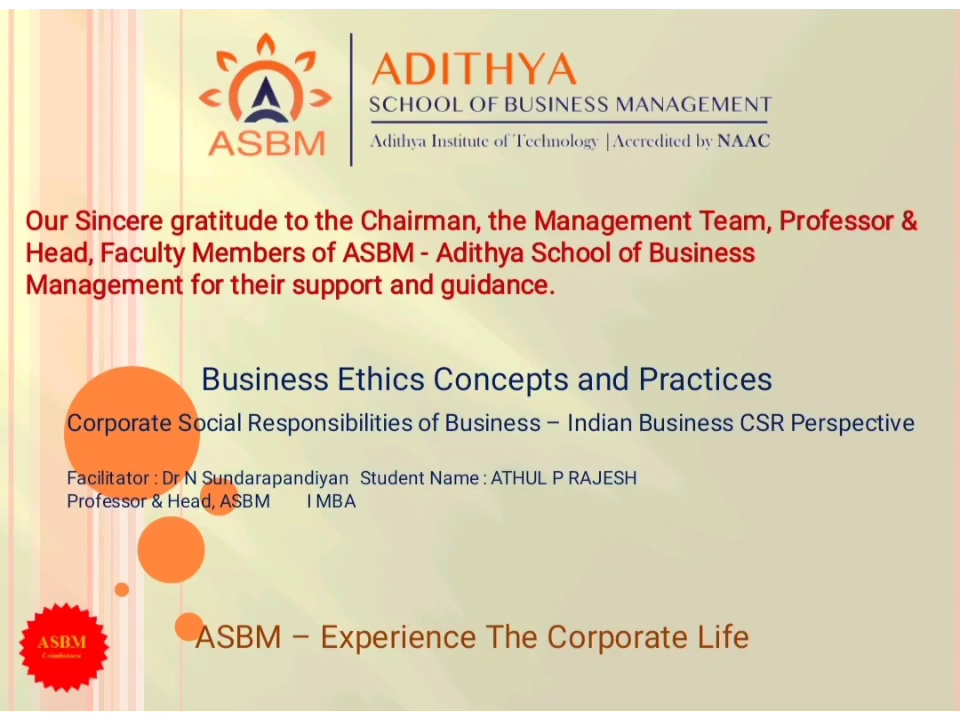 ADITHYA
SCHOOL OF BUSINESS MANAGEMENT
ASBM
Adithya Institute of Technology | Accredited by NAAC
Our Sincere gratitude to the Chairman, the Management Team, Professor &
Head, Faculty Members of ASBM - Adithya School of Business
Management for their support and guidance.
Business Ethics Concepts and Practices
Corporate Social Responsibilities of Business – Indian Business CSR Perspective
Facilitator : Dr N Sundarapandiyan Student Name : ATHUL P RAJESH
Professor & Head, ASBM I MBA
ASBM – Experience The Corporate Life
ASBM
Coimbatore